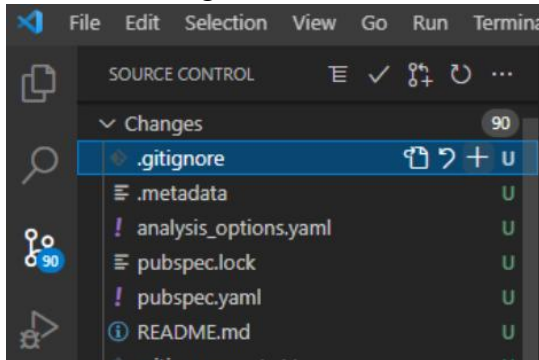 File Edit Selection View Go Run Termina
SOURCE CONTROL
Changes 90
.gitignore U
.metadata U
analysis_options.yaml U
90 pubspec.lock U
pubspec.yaml U
README.md U